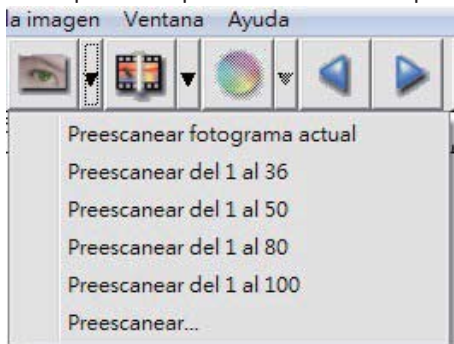 la imagen Ventana Ayuda
Preescanear fotograma actual
Preescanear del 1 al 36
Preescanear del 1 al 50
Preescanear del 1 al 80
Preescanear del 1 al 100
Preescanear...